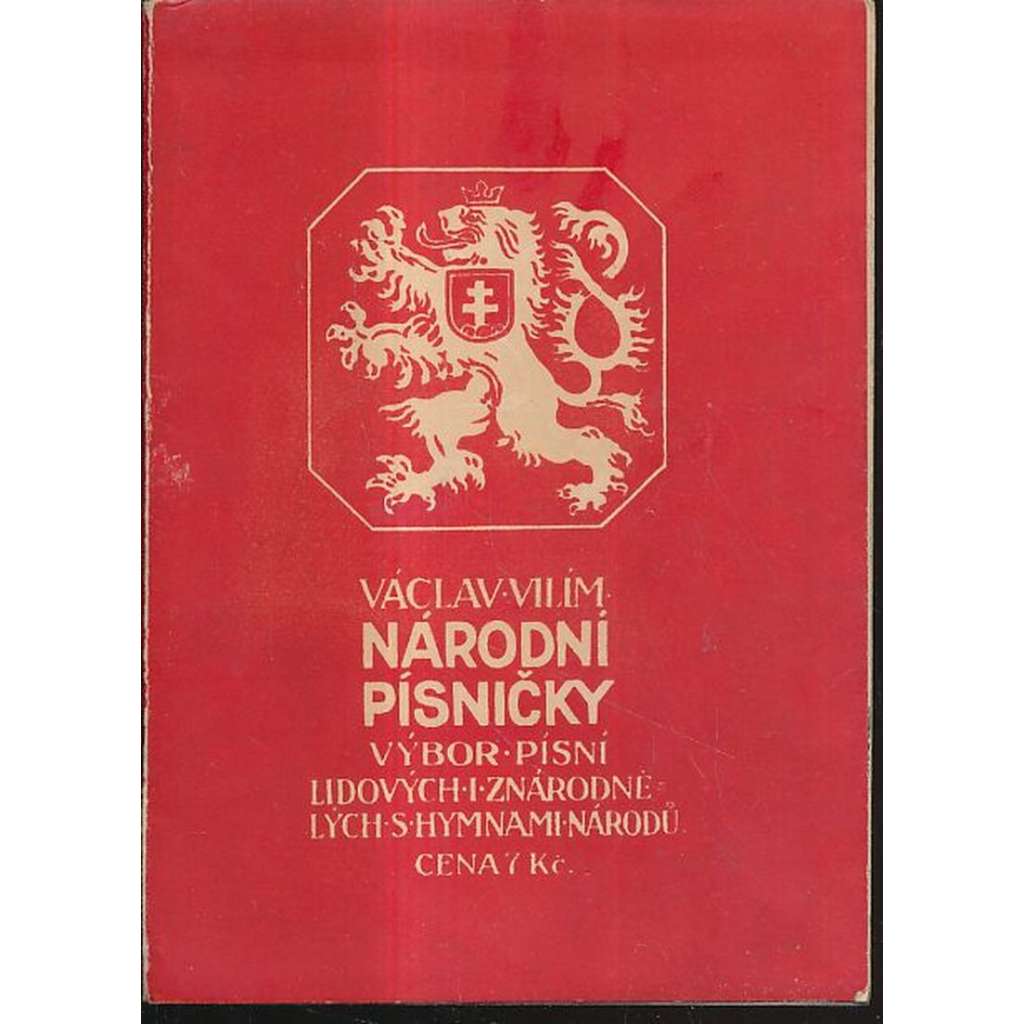 VÁCLAV·VILÍM·
NÁRODNÍ
PÍSNIČKY
VÝBOR·PÍSNÍ
LIDOVÝCH·I·ZNÁRODNĚ=
LÝCH·S·HYMNAMI·NÁRODŮ.
CENA 7 Kč.